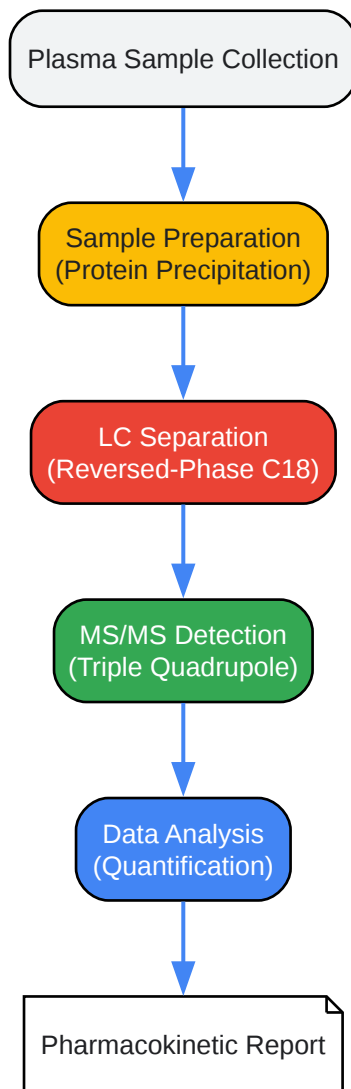 Plasma Sample Collection
Sample Preparation
(Protein Precipitation)
LC Separation
(Reversed-Phase C18)
MS/MS Detection
(Triple Quadrupole)
Data Analysis
(Quantification)
Pharmacokinetic Report